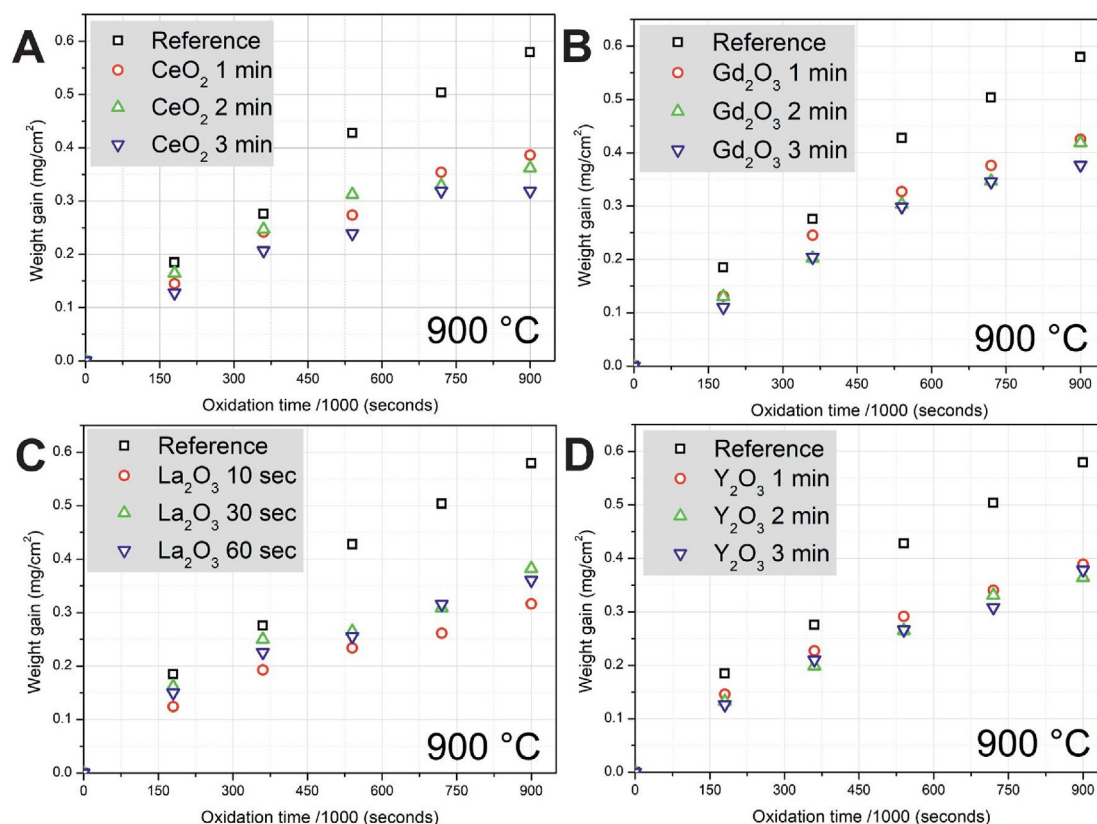 A
Reference
CeO₂ 1 min
CeO₂ 2 min
CeO₂ 3 min
0.6
0.5
0.4
0.3
0.2
0.1
0.0
Weight gain (mg/cm²)
900 °C
0 150 300 450 600 750 900
Oxidation time /1000 (seconds)
B
Reference
Gd₂O₃ 1 min
Gd₂O₃ 2 min
Gd₂O₃ 3 min
0.6
0.5
0.4
0.3
0.2
0.1
0.0
Weight gain (mg/cm²)
900 °C
0 150 300 450 600 750 900
Oxidation time /1000 (seconds)
C
Reference
La₂O₃ 10 sec
La₂O₃ 30 sec
La₂O₃ 60 sec
0.6
0.5
0.4
0.3
0.2
0.1
0.0
Weight gain (mg/cm²)
900 °C
0 150 300 450 600 750 900
Oxidation time /1000 (seconds)
D
Reference
Y₂O₃ 1 min
Y₂O₃ 2 min
Y₂O₃ 3 min
0.6
0.5
0.4
0.3
0.2
0.1
0.0
Weight gain (mg/cm²)
900 °C
0 150 300 450 600 750 900
Oxidation time /1000 (seconds)